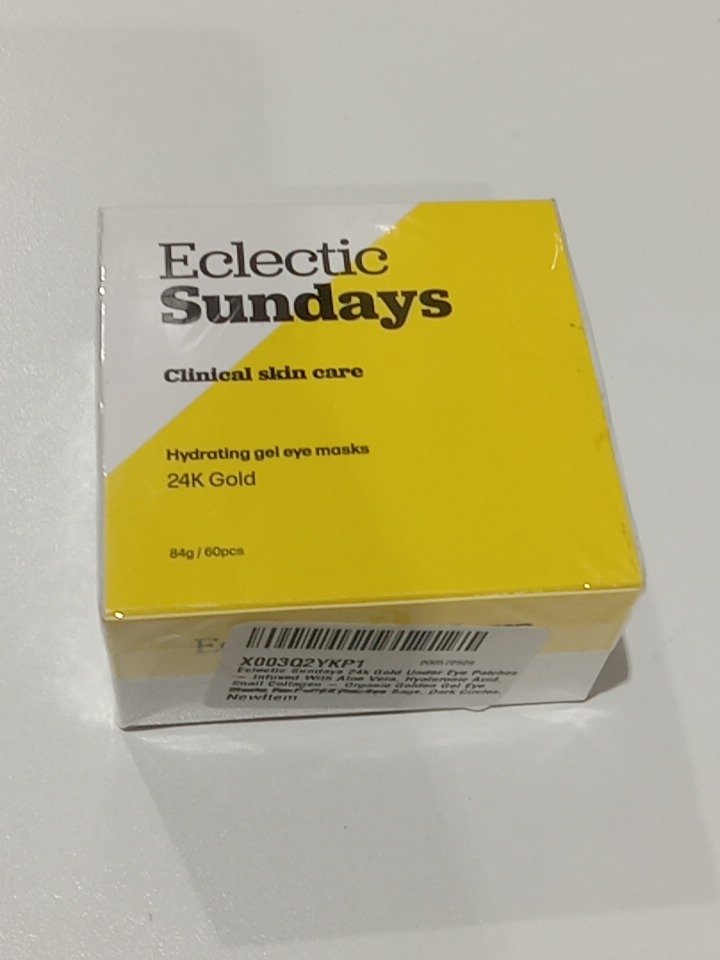 Eclectic
Sundays
Clinical skin care
Hydrating gel eye masks
24K Gold
84g / 60pcs
X003Q2YKP1
Eclectic Sundays 24k Gold Under Eye Patches
– Infused With Aloe Vera, Hyaluronic Acid,
Snail Collagen – Organic Golden Gel Eye
Bags, Dark Circles,
NewItem